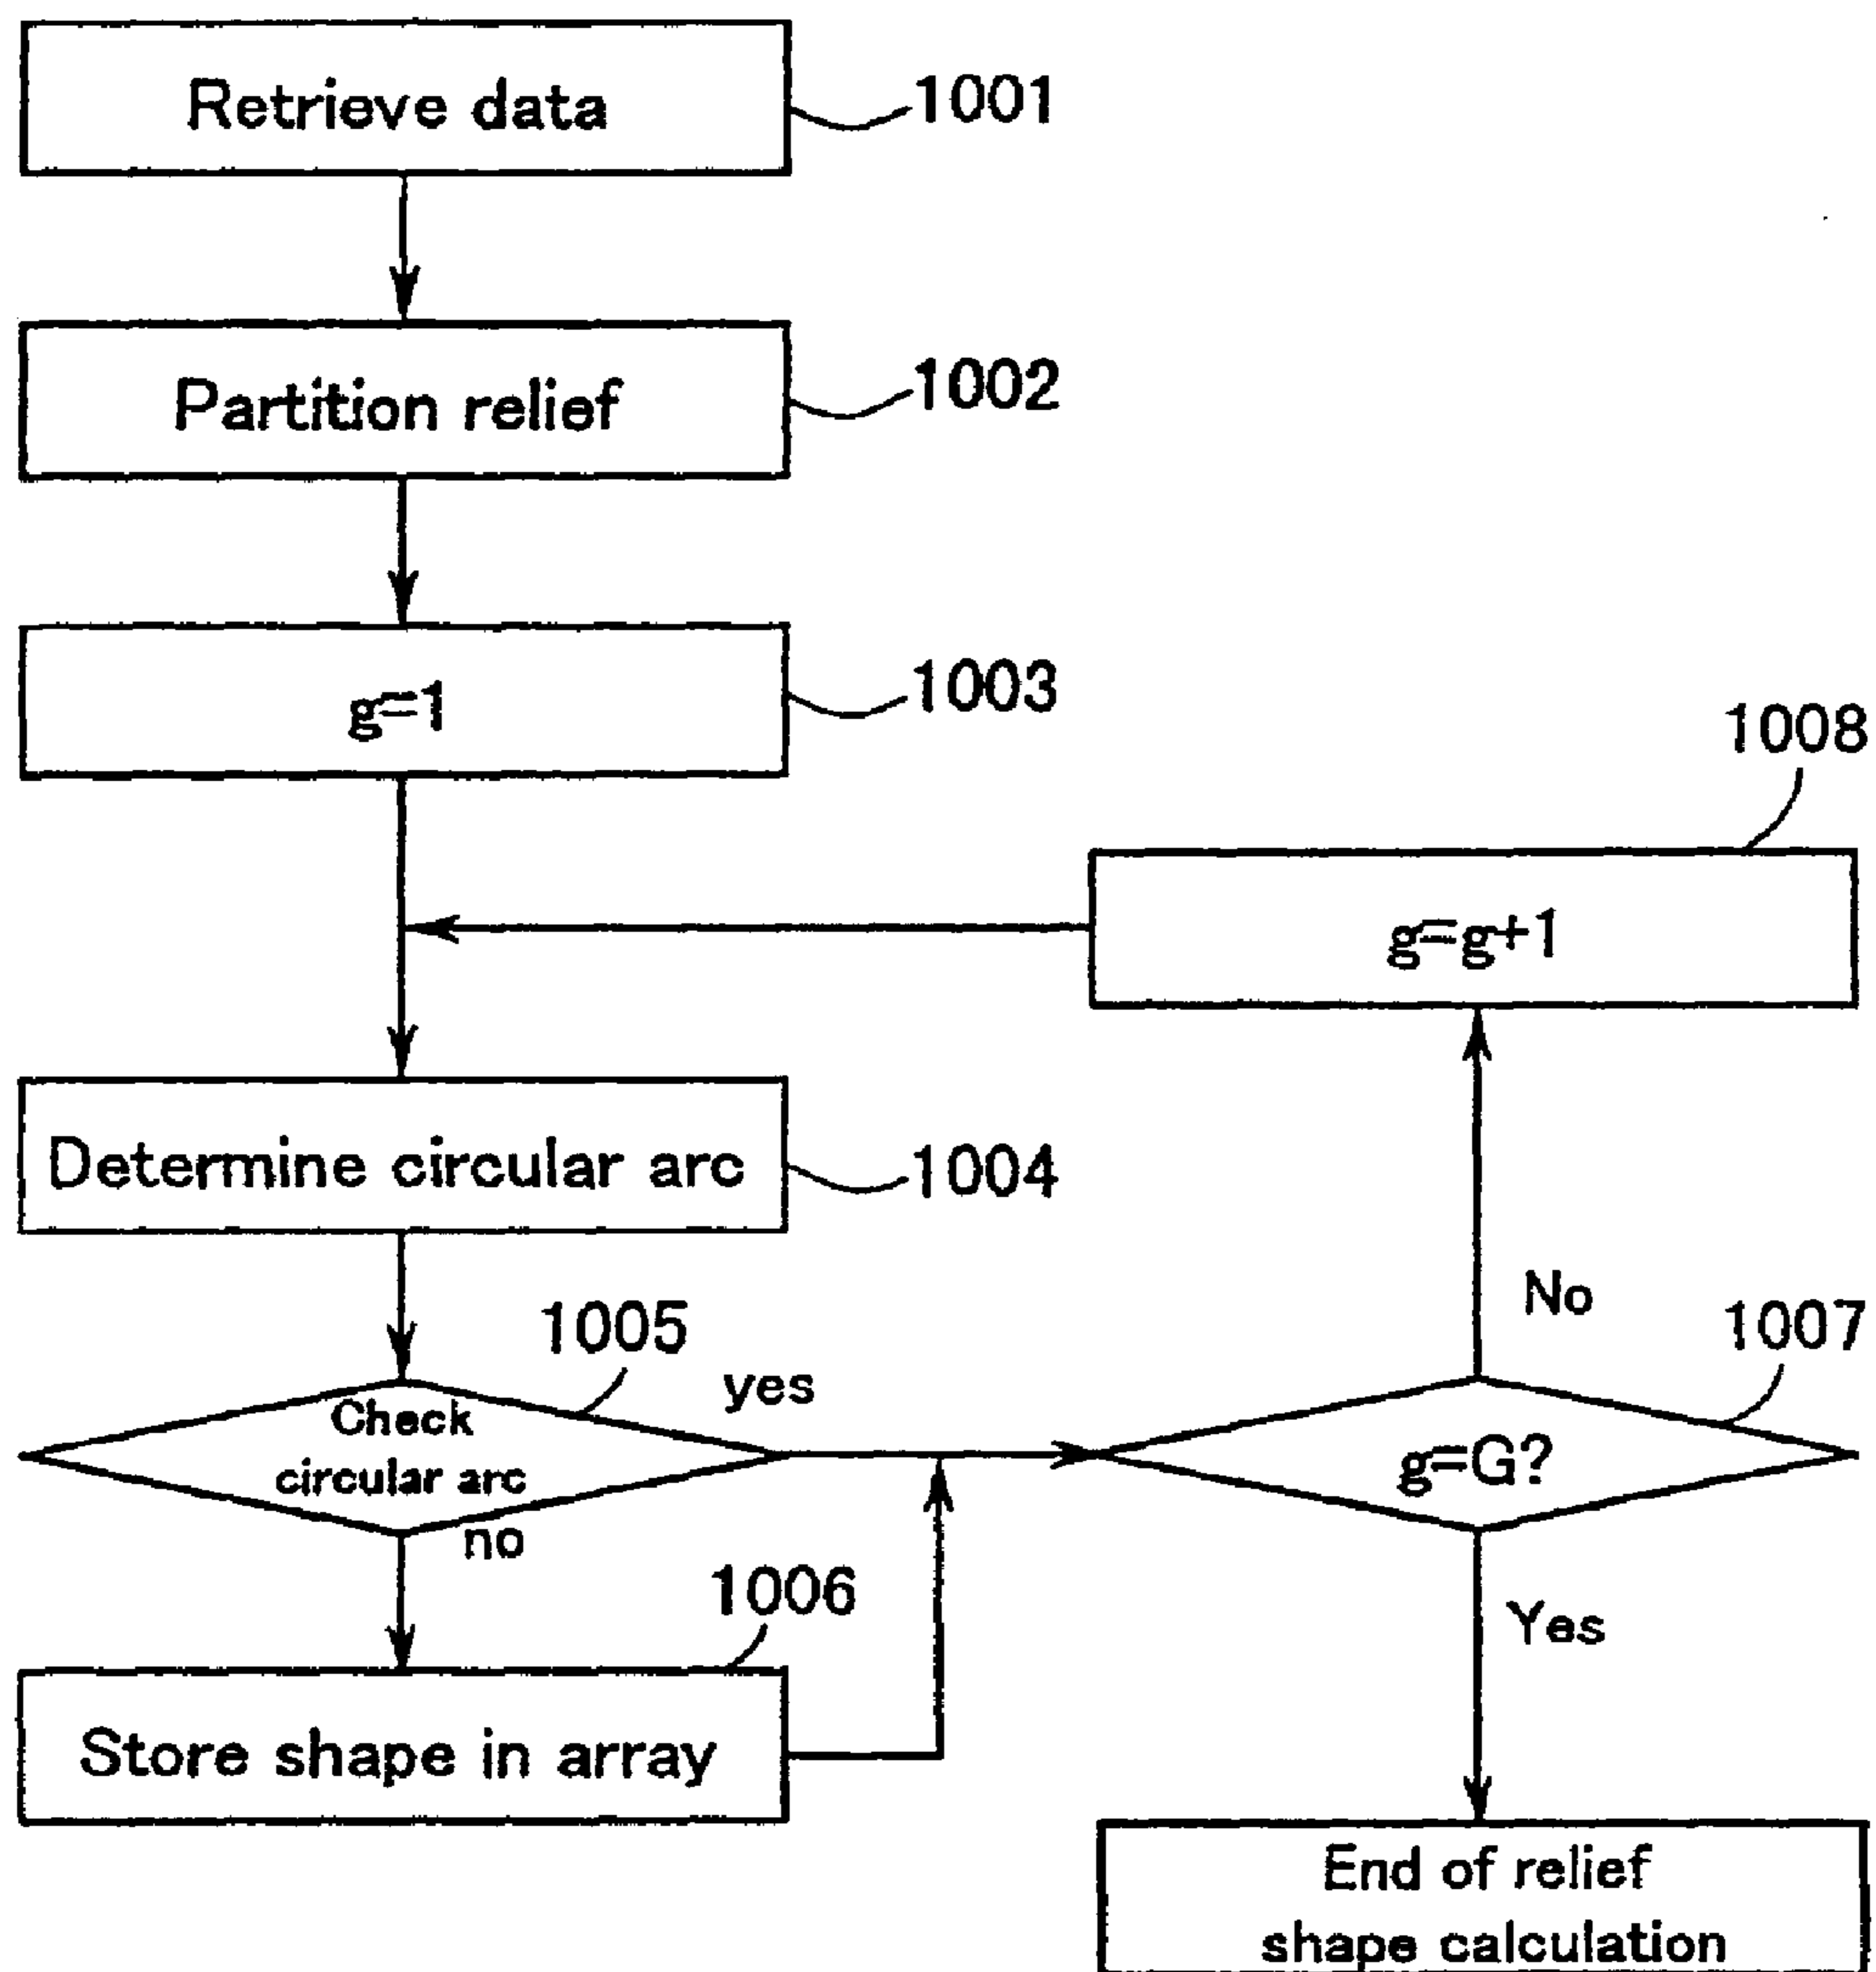 Retrieve data
1001
Partition relief
1002
g=1
1003
1008
g=g+1
Determine circular arc
1004
1005
yes
Check
circular arc
no
No
1007
g=G?
1006
Yes
Store shape in array
End of relief
shape calculation